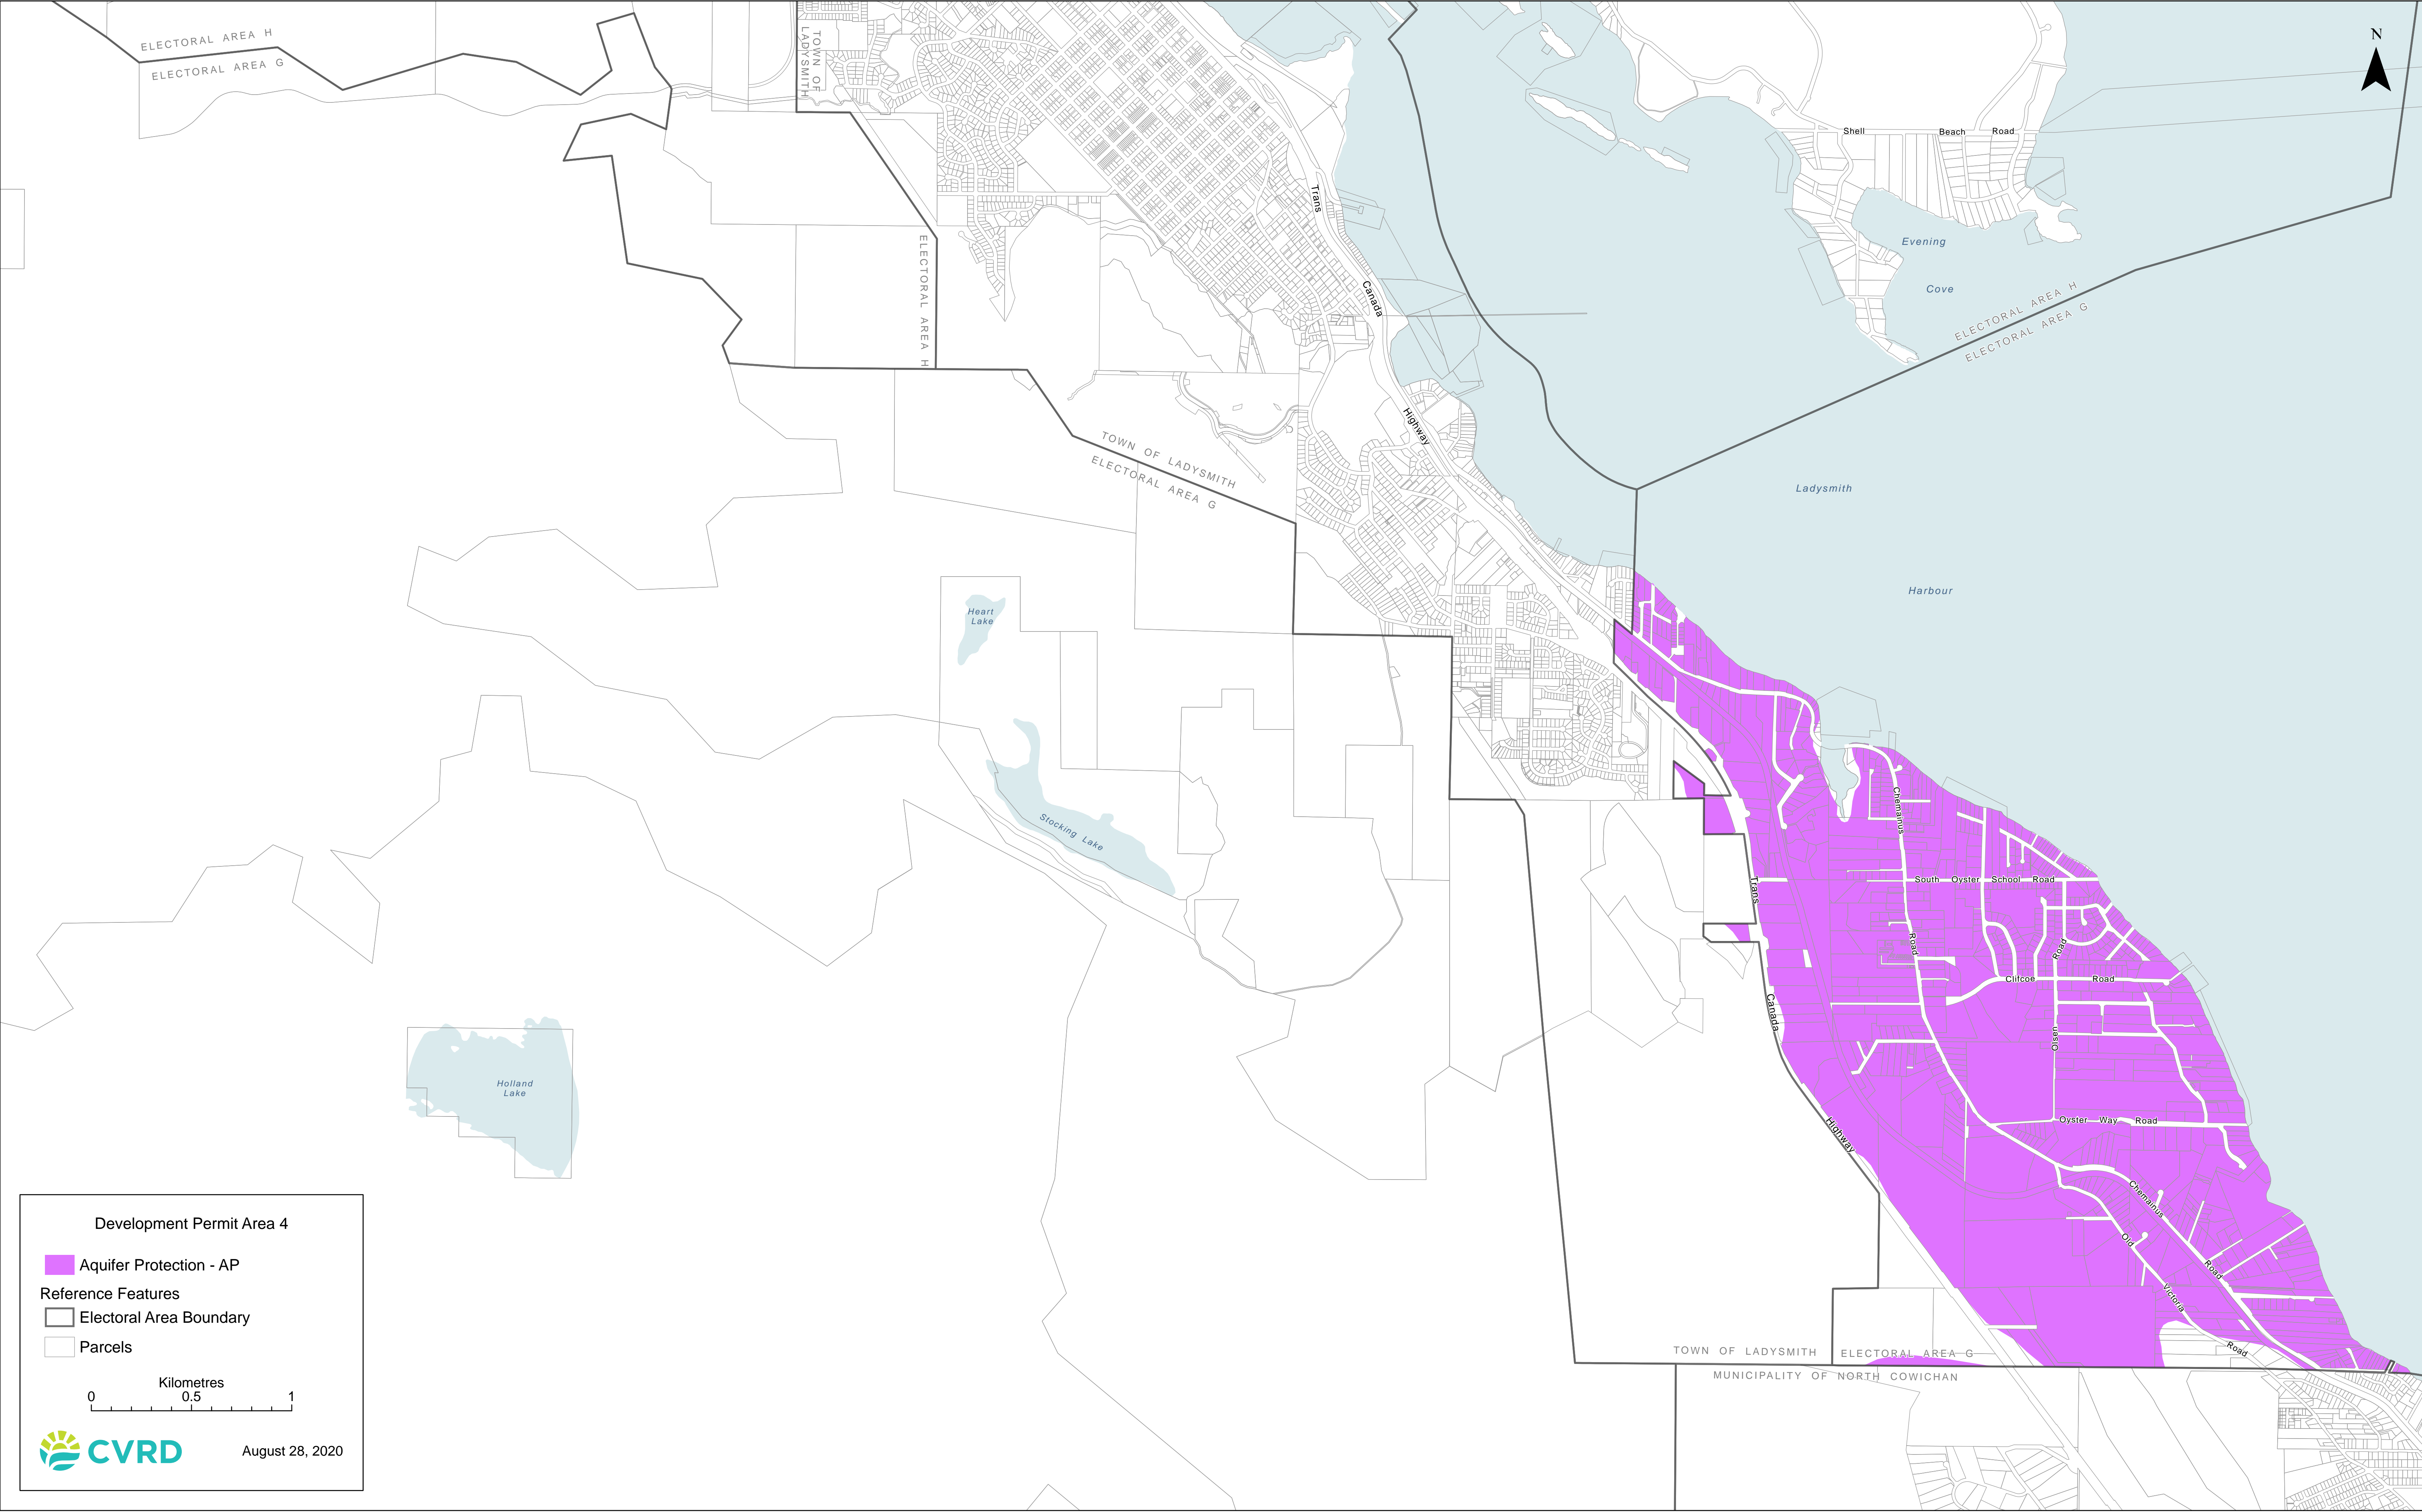 ELECTORAL AREA H
ELECTORAL AREA G
TOWN OF
LADYSMITH
N
Shell Beach Road
Trans
ELECTORAL AREA H
Evening
Cove
Canada
ELECTORAL AREA H
ELECTORAL AREA G
Highway
TOWN OF LADYSMITH
ELECTORAL AREA G
Ladysmith
Harbour
Heart
Lake
Stocking Lake
Chemainus
Trans
South Oyster School Road
Road
Road
Clifcoe Road
Canada
Olsen
Holland
Lake
Highway
Oyster Way Road
Chemainus
Old
Road
Victoria
Road
TOWN OF LADYSMITH
ELECTORAL AREA G
MUNICIPALITY OF NORTH COWICHAN
Development Permit Area 4
Aquifer Protection - AP
Reference Features
Electoral Area Boundary
Parcels
Kilometres
0 0.5 1
CVRD
August 28, 2020